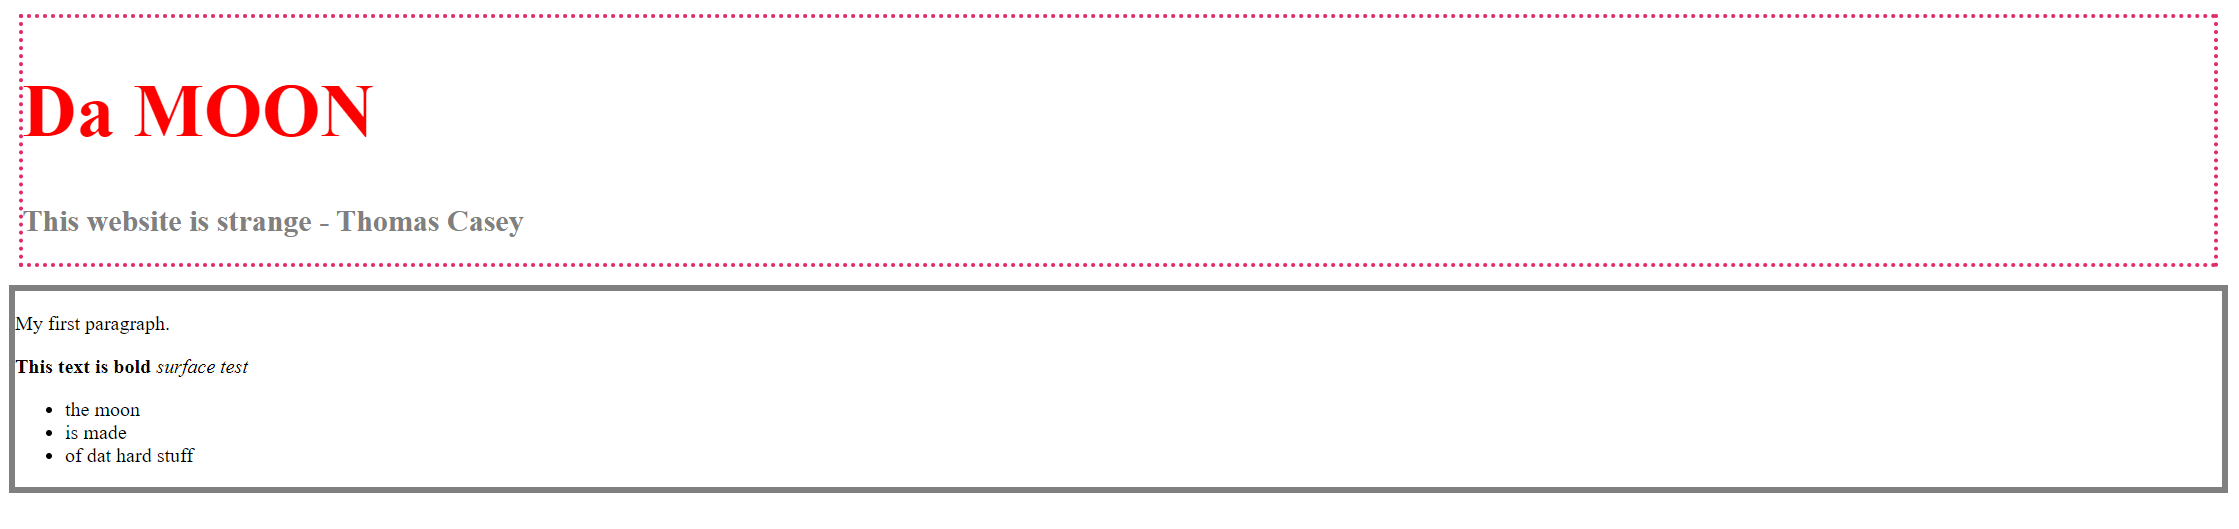 Da MOON
This website is strange - Thomas Casey
My first paragraph.
This text is bold surface test
the moon
is made
of dat hard stuff